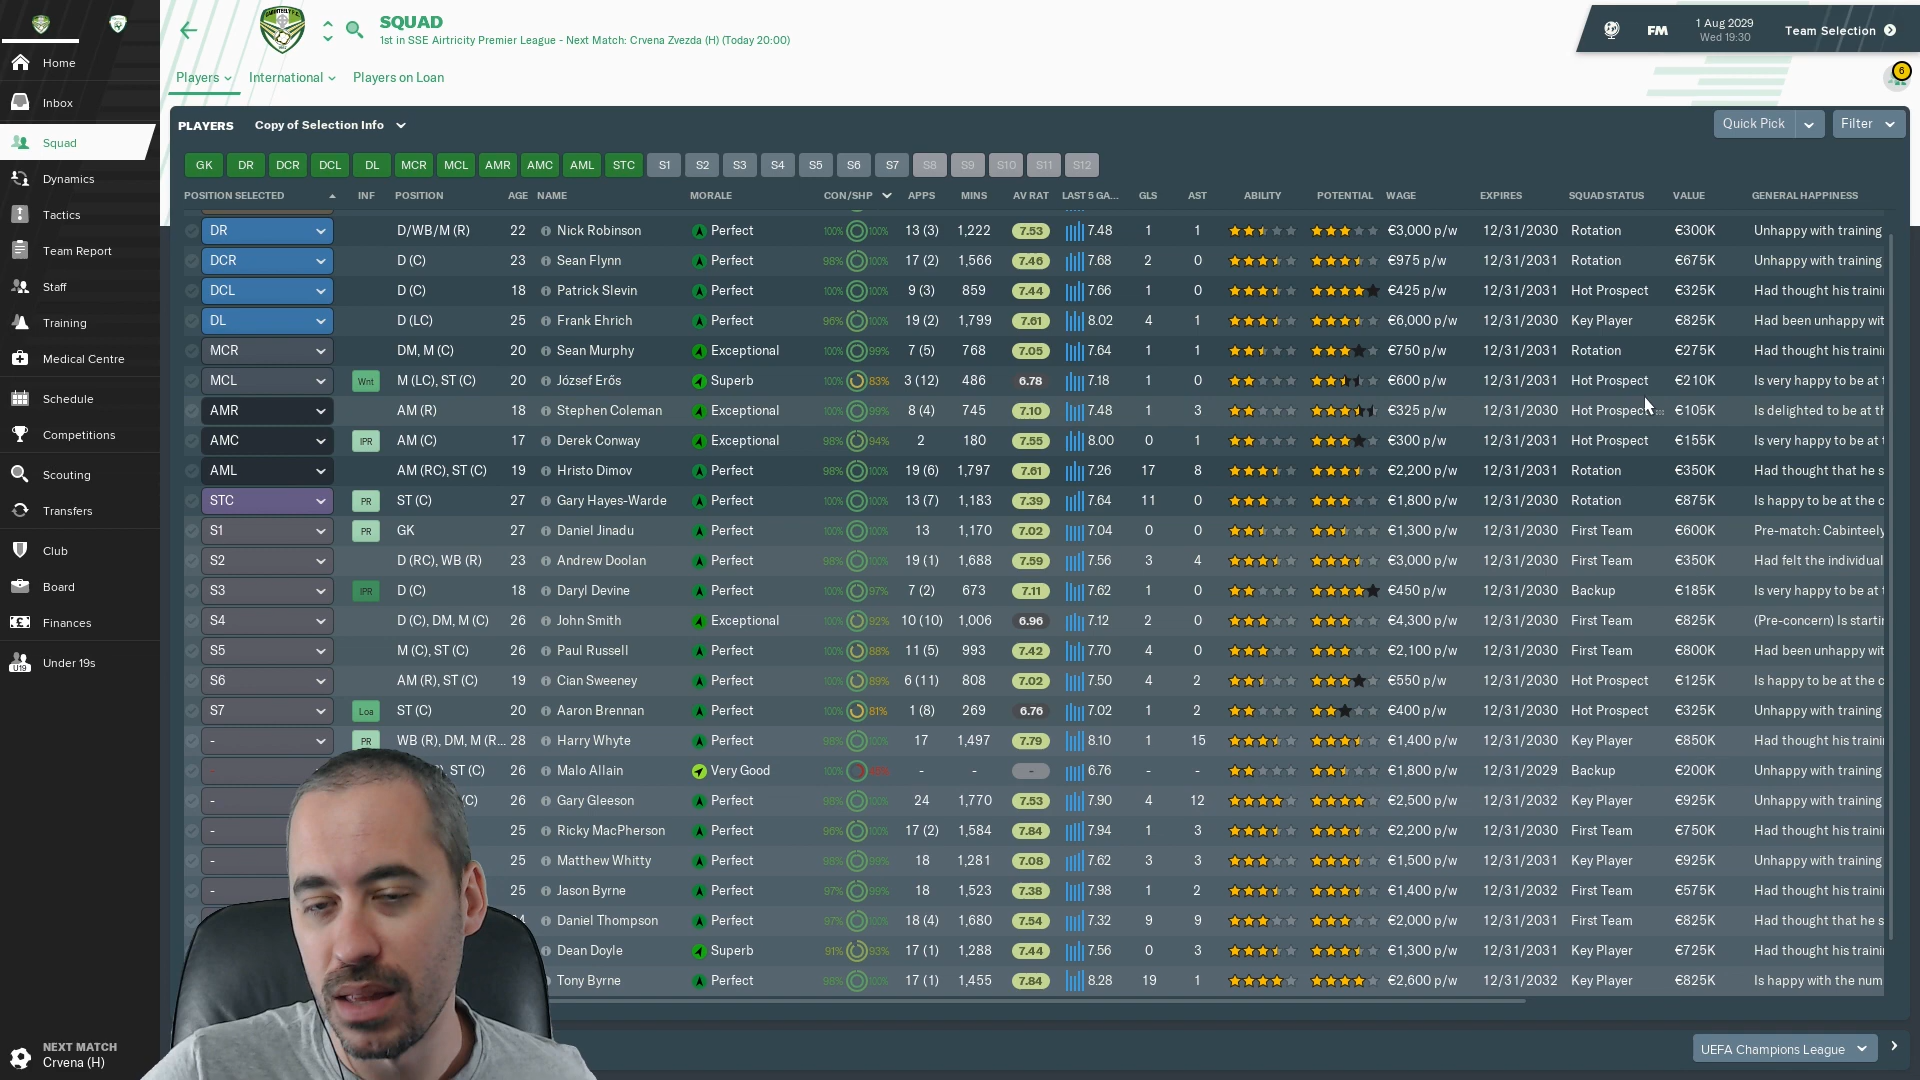 SQUAD
1st in SSE Airtricity Premier League - Next Match: Crvena Zvezda (H) (Today 20:00)
FM
1 Aug 2029
Wed 19:30
Team Selection
6
Home
Inbox
Squad
Dynamics
Tactics
Team Report
Staff
Training
Medical Centre
Schedule
Competitions
Scouting
Transfers
Club
Board
Finances
Under 19s
NEXT MATCH
Crvena (H)
Players International Players on Loan
PLAYERS Copy of Selection Info Quick Pick Filter
GK DR DCR DCL DL MCR MCL AMR AMC AML STC S1 S2 S3 S4 S5 S6 S7 S8 S9 S10 S11 S12
POSITION SELECTED INF POSITION AGE NAME MORALE CON/SHP APPS MINS AV RAT LAST 5 GA... GLS AST ABILITY POTENTIAL WAGE EXPIRES SQUAD STATUS VALUE GENERAL HAPPINESS
DR D/WB/M (R) 22 Nick Robinson Perfect 100% 100% 13 (3) 1,222 7.53 7.48 1 1 €3,000 p/w 12/31/2030 Rotation €300K Unhappy with training
DCR D (C) 23 Sean Flynn Perfect 98% 100% 17 (2) 1,566 7.46 7.68 2 0 €975 p/w 12/31/2031 Rotation €675K Unhappy with training
DCL D (C) 18 Patrick Slevin Perfect 100% 100% 9 (3) 859 7.44 7.66 1 0 €425 p/w 12/31/2031 Hot Prospect €325K Had thought his traini
DL D (LC) 25 Frank Ehrich Perfect 96% 100% 19 (2) 1,799 7.61 8.02 4 1 €6,000 p/w 12/31/2030 Key Player €825K Had been unhappy wit
MCR DM, M (C) 20 Sean Murphy Exceptional 100% 99% 7 (5) 768 7.05 7.64 1 1 €750 p/w 12/31/2031 Rotation €275K Had thought his traini
MCL Wnt M (LC), ST (C) 20 József Erős Superb 100% 83% 3 (12) 486 6.78 7.18 1 0 €600 p/w 12/31/2031 Hot Prospect €210K Is very happy to be at t
AMR AM (R) 18 Stephen Coleman Exceptional 100% 99% 8 (4) 745 7.10 7.48 1 3 €325 p/w 12/31/2030 Hot Prospec €105K Is delighted to be at th
AMC IPR AM (C) 17 Derek Conway Exceptional 98% 94% 2 180 7.55 8.00 0 1 €300 p/w 12/31/2031 Hot Prospect €155K Is very happy to be at t
AML AM (RC), ST (C) 19 Hristo Dimov Perfect 98% 100% 19 (6) 1,797 7.61 7.26 17 8 €2,200 p/w 12/31/2031 Rotation €350K Had thought that he s
STC PR ST (C) 27 Gary Hayes-Warde Perfect 100% 100% 13 (7) 1,183 7.39 7.64 11 0 €1,800 p/w 12/31/2030 Rotation €875K Is happy to be at the c
S1 PR GK 27 Daniel Jinadu Perfect 100% 100% 13 1,170 7.02 7.04 0 0 €1,300 p/w 12/31/2030 First Team €600K Pre-match: Cabinteely
S2 D (RC), WB (R) 23 Andrew Doolan Perfect 98% 100% 19 (1) 1,688 7.59 7.56 3 4 €3,000 p/w 12/31/2030 First Team €350K Had felt the individual
S3 IPR D (C) 18 Daryl Devine Perfect 100% 97% 7 (2) 673 7.11 7.62 1 0 €450 p/w 12/31/2031 Backup €185K Is very happy to be at t
S4 D (C), DM, M (C) 26 John Smith Exceptional 100% 92% 10 (10) 1,006 6.96 7.12 2 0 €4,300 p/w 12/31/2030 First Team €825K (Pre-concern) Is startin
S5 M (C), ST (C) 26 Paul Russell Perfect 100% 88% 11 (5) 993 7.42 7.70 4 0 €2,100 p/w 12/31/2030 First Team €800K Had been unhappy wit
S6 AM (R), ST (C) 19 Cian Sweeney Perfect 100% 89% 6 (11) 808 7.02 7.50 4 2 €550 p/w 12/31/2030 Hot Prospect €125K Is happy to be at the c
S7 Loa ST (C) 20 Aaron Brennan Perfect 100% 81% 1 (8) 269 6.76 7.02 1 2 €400 p/w 12/31/2030 Hot Prospect €325K Unhappy with training
- PR WB (R), DM, M (R... 28 Harry Whyte Perfect 98% 100% 17 1,497 7.79 8.10 1 15 €1,400 p/w 12/31/2030 Key Player €850K Had thought his traini
- ST (C) 26 Malo Allain Very Good 100% - - - 6.76 - - €1,800 p/w 12/31/2029 Backup €200K Unhappy with training
- (C) 26 Gary Gleeson Perfect 98% 100% 24 1,770 7.53 7.90 4 12 €2,500 p/w 12/31/2032 Key Player €925K Unhappy with training
- 25 Ricky MacPherson Perfect 96% 100% 17 (2) 1,584 7.84 7.94 1 3 €2,200 p/w 12/31/2030 First Team €750K Had thought his traini
- 25 Matthew Whitty Perfect 98% 99% 18 1,281 7.08 7.62 3 3 €1,500 p/w 12/31/2031 Key Player €925K Unhappy with training
- 25 Jason Byrne Perfect 97% 99% 18 1,523 7.38 7.98 1 2 €1,400 p/w 12/31/2032 First Team €575K Had thought his traini
Daniel Thompson Perfect 97% 100% 18 (4) 1,680 7.54 7.32 9 9 €2,000 p/w 12/31/2031 First Team €825K Had thought that he s
Dean Doyle Superb 91% 93% 17 (1) 1,288 7.44 7.56 0 3 €1,300 p/w 12/31/2031 Key Player €725K Had thought his traini
Tony Byrne Perfect 98% 100% 17 (1) 1,455 7.84 8.28 19 1 €2,600 p/w 12/31/2032 Key Player €825K Is happy with the num
UEFA Champions League